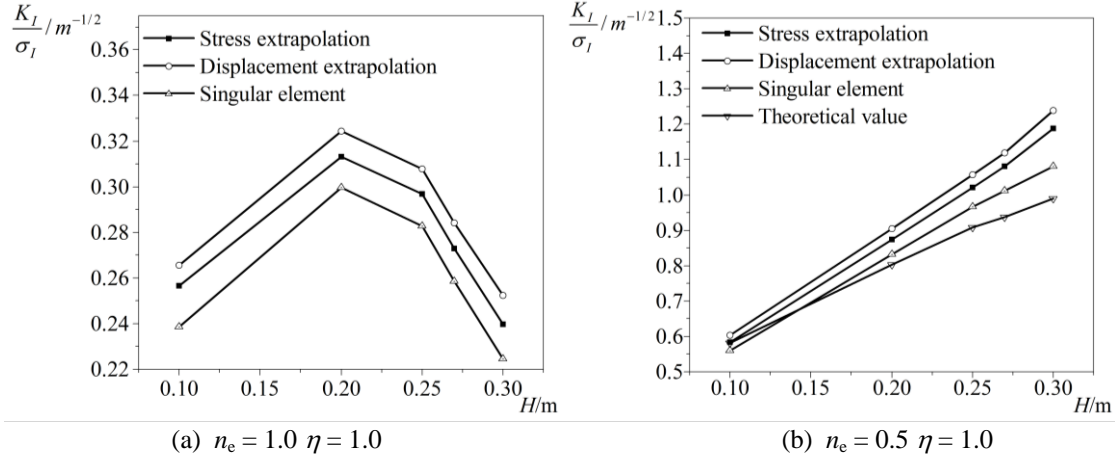 K_I/σ_I / m^{-1/2}
0.36
0.34
0.32
0.30
0.28
0.26
0.24
0.22
Stress extrapolation
Displacement extrapolation
Singular element
0.10 0.15 0.20 0.25 0.30
H/m
(a) n_e = 1.0 η = 1.0
K_I/σ_I / m^{-1/2}
1.5
1.4
1.3
1.2
1.1
1.0
0.9
0.8
0.7
0.6
0.5
Stress extrapolation
Displacement extrapolation
Singular element
Theoretical value
0.10 0.15 0.20 0.25 0.30
H/m
(b) n_e = 0.5 η = 1.0